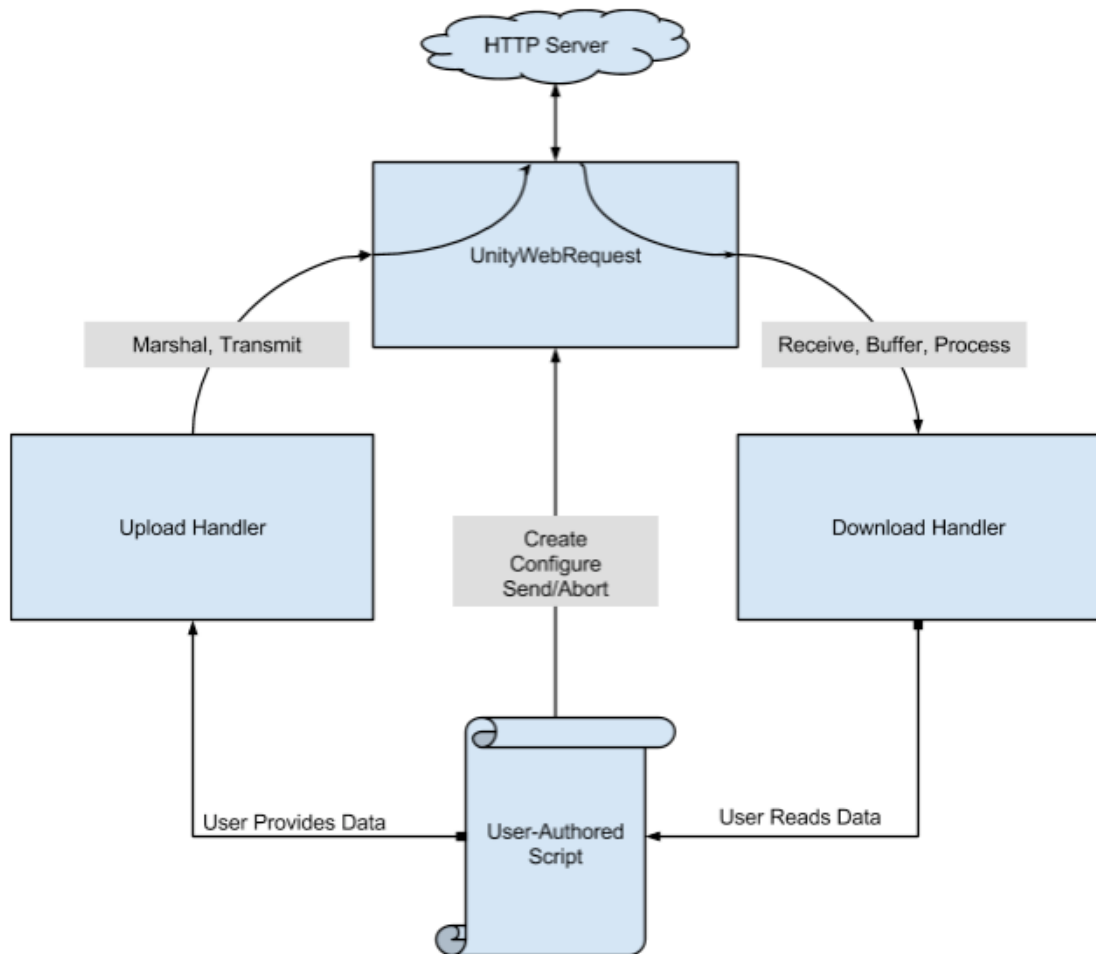 HTTP Server
UnityWebRequest
Marshal, Transmit
Receive, Buffer, Process
Upload Handler
Create
Configure
Send/Abort
Download Handler
User Provides Data
User-Authored
Script
User Reads Data